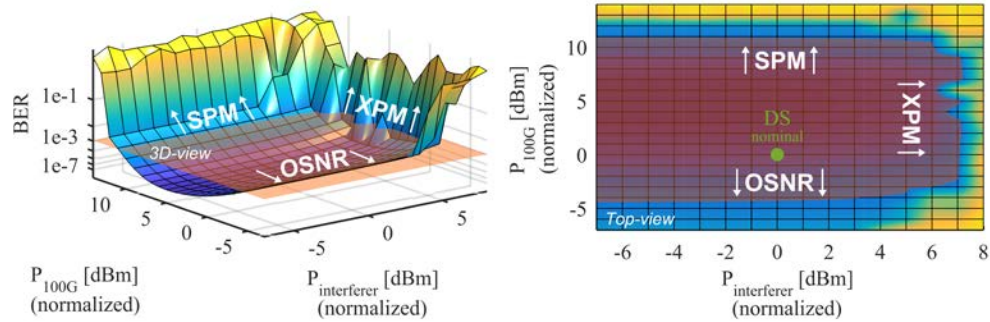 BER
1e-1
1e-3
1e-7
SPM
XPM
OSNR
3D-view
10
5
0
-5
-5
0
5
P100G [dBm]
(normalized)
Pinterferer [dBm]
(normalized)
P100G [dBm]
(normalized)
10
5
0
-5
SPM
XPM
DS
nominal
OSNR
Top-view
-6 -4 -2 0 2 4 6 8
Pinterferer [dBm]
(normalized)